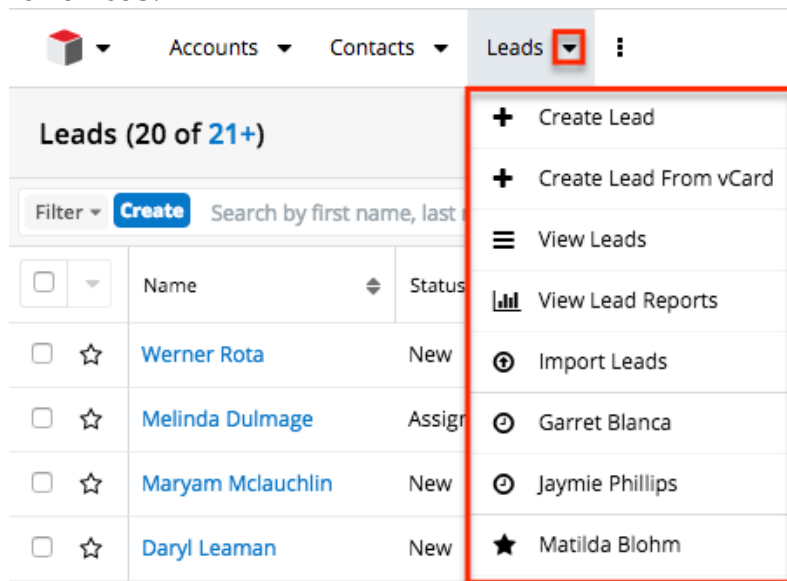 Accounts Contacts Leads
Leads (20 of 21+)
Filter Create Search by first name, last
Name Status
Werner Rota New
Melinda Dulmage
Maryam Mclauchlin New
Daryl Leaman New
Create Lead
Create Lead From vCard
View Leads
View Lead Reports
Import Leads
Garret Blanca
Jaymie Phillips
Matilda Blohm